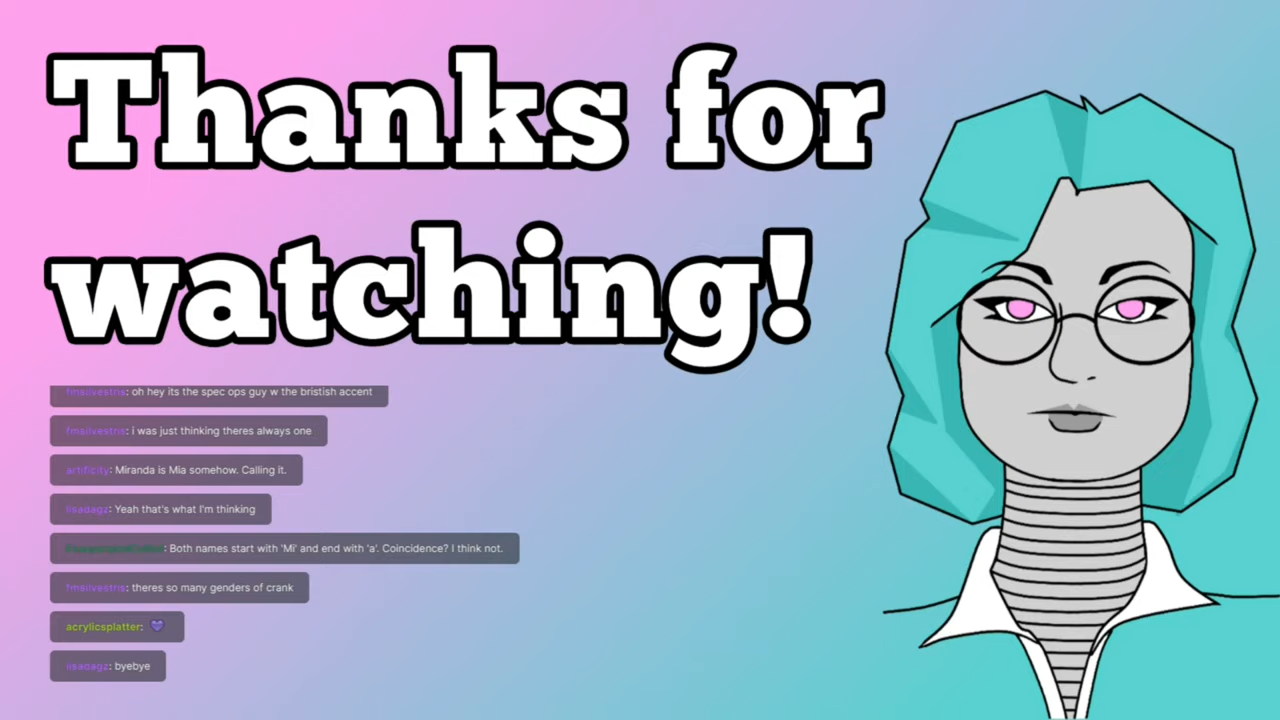 Thanks for
watching!
fmsilvestris: oh hey its the spec ops guy w the bristish accent
fmsilvestris: i was just thinking theres always one
artificity: Miranda is Mia somehow. Calling it.
lisadagz: Yeah that's what I'm thinking
: Both names start with 'Mi' and end with 'a'. Coincidence? I think not.
fmsilvestris: theres so many genders of crank
acrylicsplatter: 💜
lisadagz: byebye